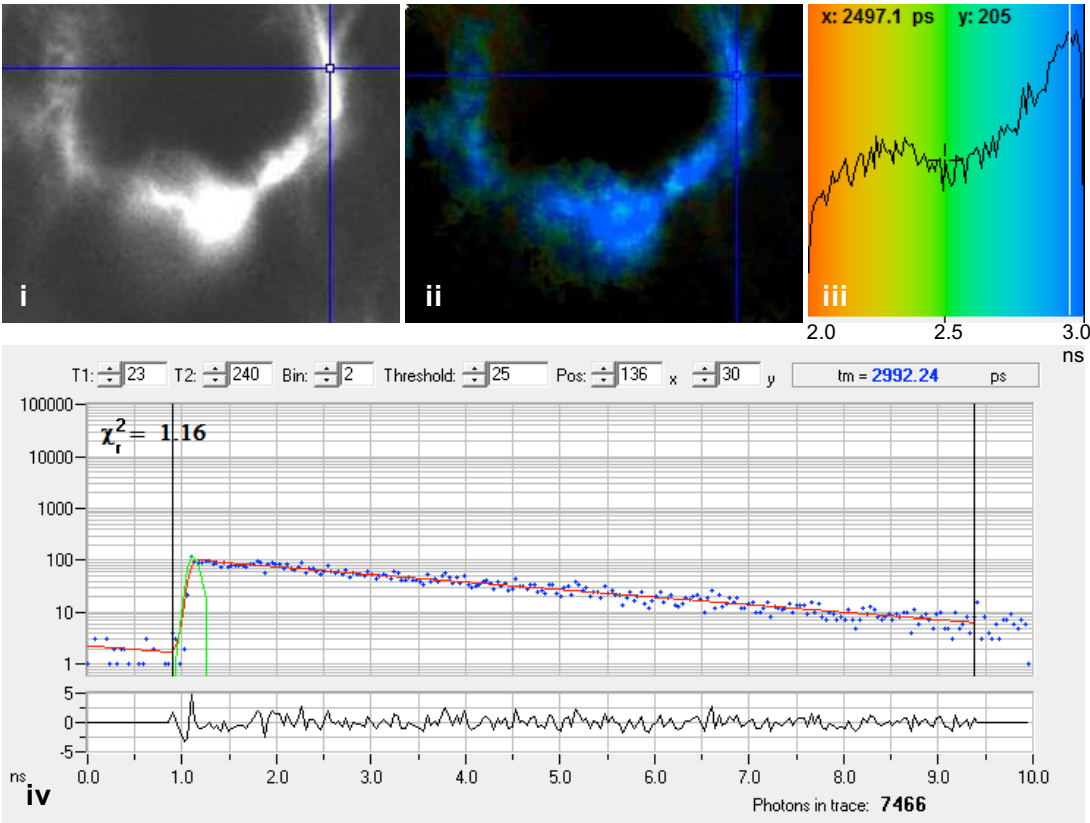 x: 2497.1 ps y: 205
i
ii
iii
2.0 2.5 3.0
ns
T1: 23 T2: 240 Bin: 2 Threshold: 25 Pos: 136 x 30 y tm = 2992.24 ps
100000
χ²r = 1.16
10000
1000
100
10
1
5
0
-5
ns 0.0 1.0 2.0 3.0 4.0 5.0 6.0 7.0 8.0 9.0 10.0
iv
Photons in trace: 7466